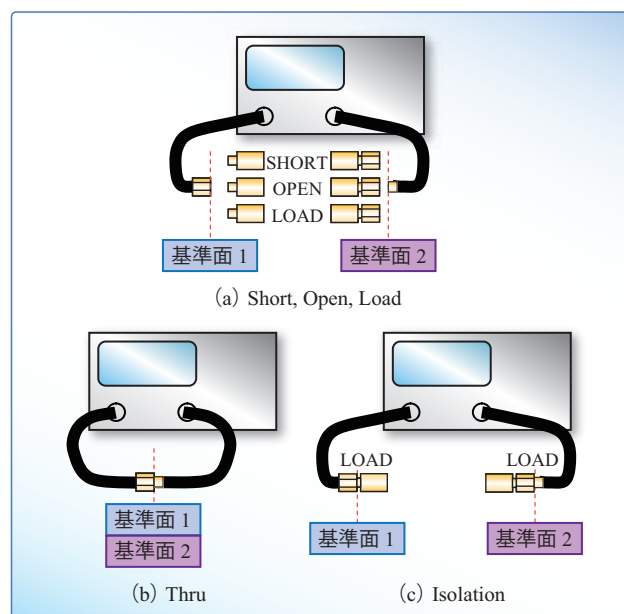 SHORT
OPEN
LOAD
基準面 1
基準面 2
(a) Short, Open, Load
LOAD
LOAD
基準面 1
基準面 2
基準面 1
基準面 2
(b) Thru
(c) Isolation